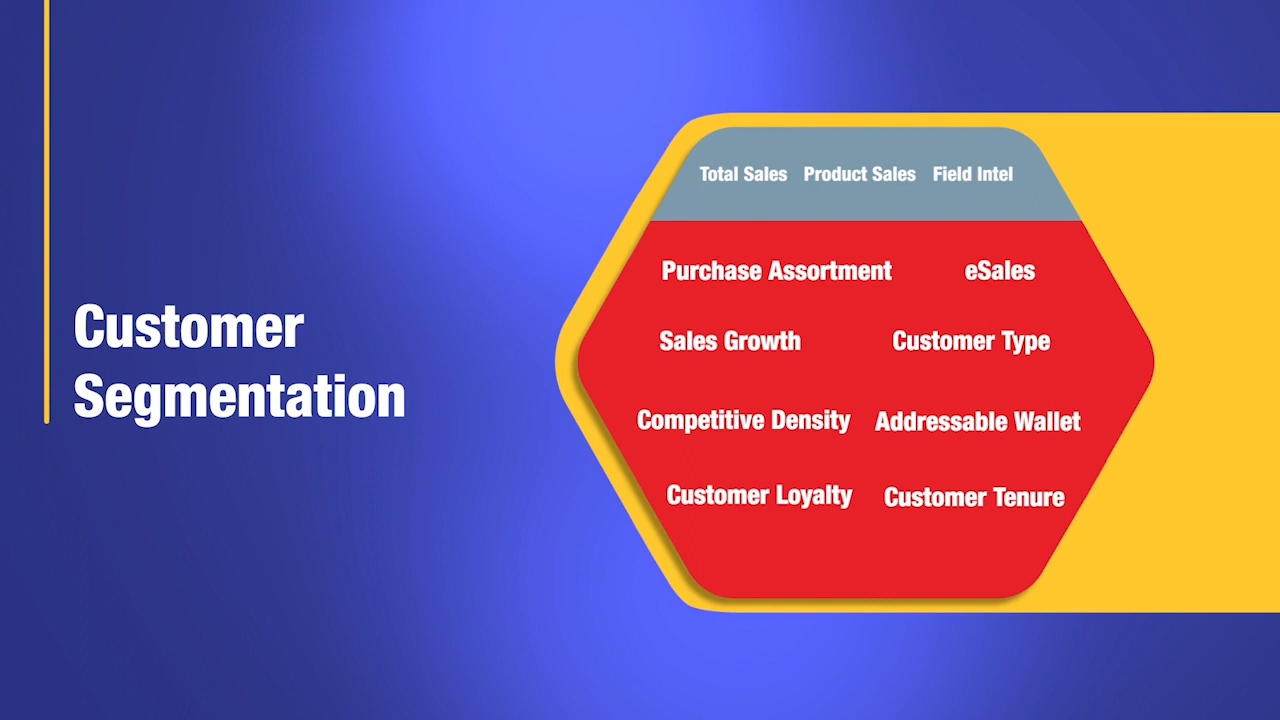 Customer
Segmentation
Total Sales Product Sales Field Intel
Purchase Assortment eSales
Sales Growth Customer Type
Competitive Density Addressable Wallet
Customer Loyalty Customer Tenure